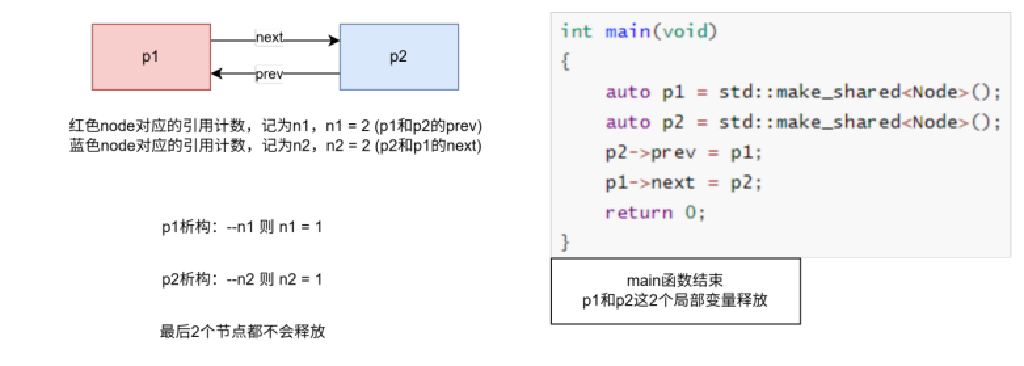 p1
next
prev
p2
红色node对应的引用计数，记为n1，n1 = 2 (p1和p2的prev)
蓝色node对应的引用计数，记为n2，n2 = 2 (p2和p1的next)
p1析构：--n1 则 n1 = 1
p2析构：--n2 则 n2 = 1
最后2个节点都不会释放
int main(void)
{
    auto p1 = std::make_shared<Node>();
    auto p2 = std::make_shared<Node>();
    p2->prev = p1;
    p1->next = p2;
    return 0;
}
main函数结束
p1和p2这2个局部变量释放